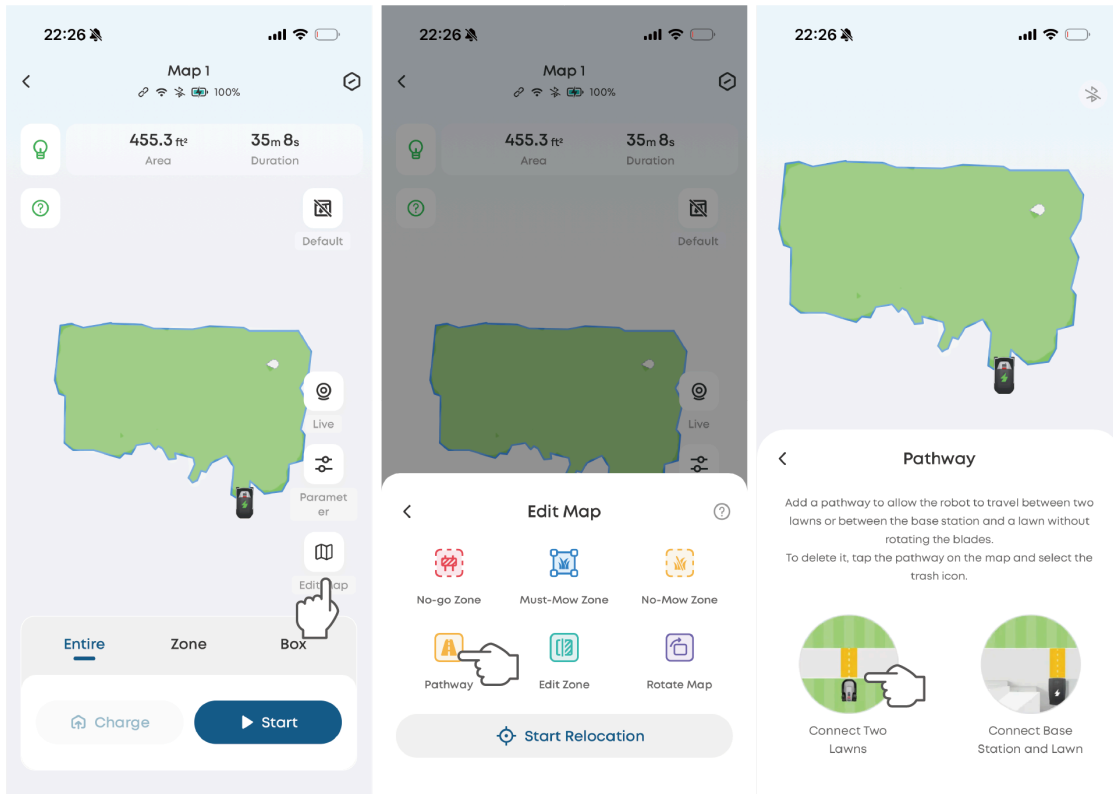 22:26
Map 1
100%
455.3 ft²
35m 8s
Area
Duration
Default
Live
Paramet
er
Edit Map
Entire
Zone
Box
Charge
Start
22:26
Map 1
100%
455.3 ft²
35m 8s
Area
Duration
Default
Live
Edit Map
No-go Zone
Must-Mow Zone
No-Mow Zone
Pathway
Edit Zone
Rotate Map
Start Relocation
22:26
Pathway
Add a pathway to allow the robot to travel between two
lawns or between the base station and a lawn without
rotating the blades.
To delete it, tap the pathway on the map and select the
trash icon.
Connect Two
Lawns
Connect Base
Station and Lawn